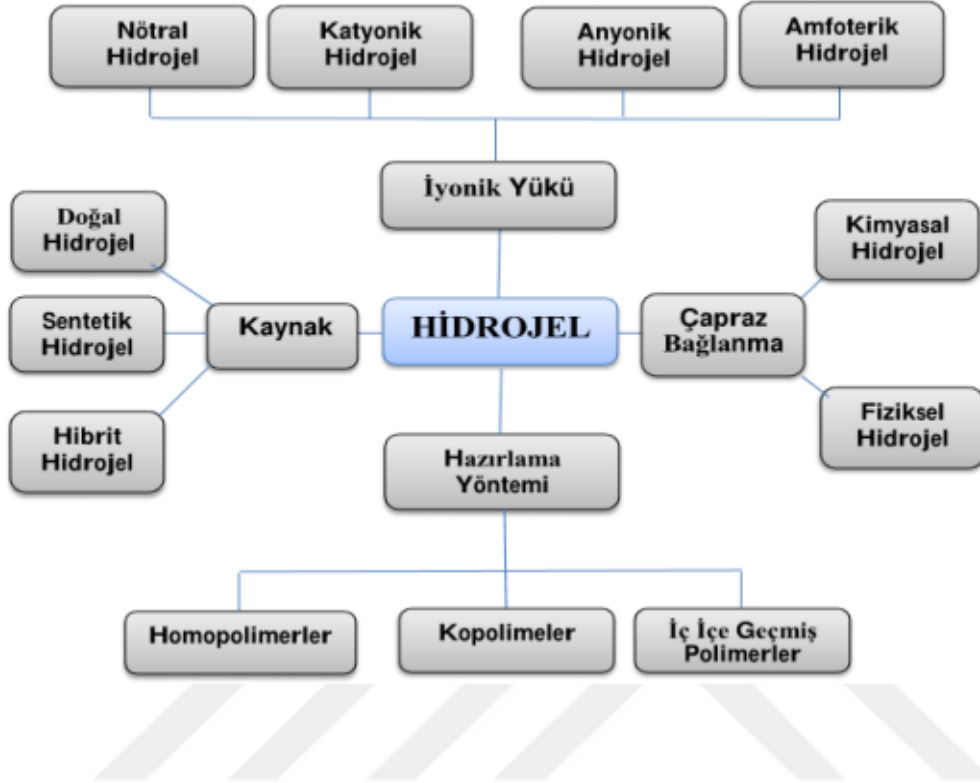 Nötral
Hidrojel
Katyonik
Hidrojel
Anyonik
Hidrojel
Amfoterik
Hidrojel
İyonik Yükü
Doğal
Hidrojel
Sentetik
Hidrojel
Hibrit
Hidrojel
Kaynak
HİDROJEL
Çapraz
Bağlanma
Kimyasal
Hidrojel
Fiziksel
Hidrojel
Hazırlama
Yöntemi
Homopolimerler
Kopolimeler
İç İçe Geçmiş
Polimerler